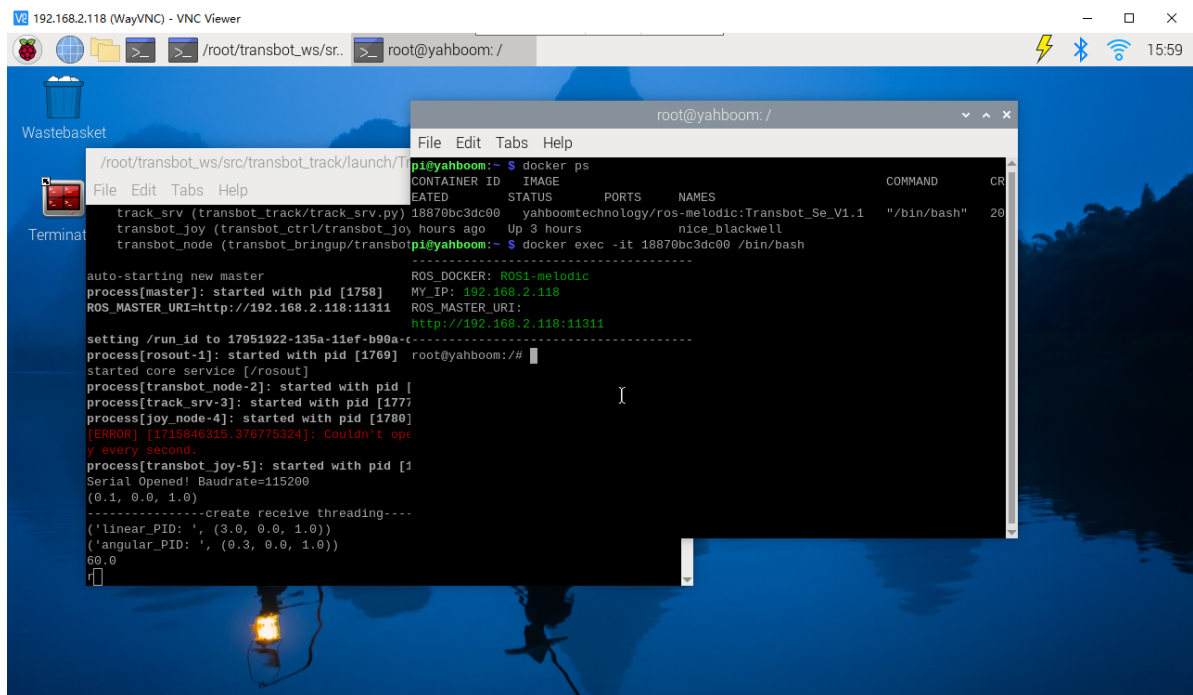 192.168.2.118 (WayVNC) - VNC Viewer
/root/transbot_ws/sr..
root@yahboom: /
15:59
Wastebasket
Terminat
/root/transbot_ws/src/transbot_track/launch/Tr
File Edit Tabs Help
track_srv (transbot_track/track_srv.py)
transbot_joy (transbot_ctrl/transbot_joy
transbot_node (transbot_bringup/transbot
auto-starting new master
process[master]: started with pid [1758]
ROS_MASTER_URI=http://192.168.2.118:11311
setting /run_id to 17951922-135a-11ef-b90a-
process[rosout-1]: started with pid [1769]
started core service [/rosout]
process[transbot_node-2]: started with pid [
process[track_srv-3]: started with pid [1777
process[joy_node-4]: started with pid [1780]
[ERROR] [1715846315.376775324]: Couldn't ope
y every second.
process[transbot_joy-5]: started with pid [1
Serial Opened! Baudrate=115200
(0.1, 0.0, 1.0)
----------------create receive threading----
('linear_PID: ', (3.0, 0.0, 1.0))
('angular_PID: ', (0.3, 0.0, 1.0))
60.0
r
root@yahboom: /
File Edit Tabs Help
pi@yahboom:~ $ docker ps
CONTAINER ID IMAGE COMMAND CR
EATED STATUS PORTS NAMES
18870bc3dc00 yahboomtechnology/ros-melodic:Transbot_Se_V1.1 "/bin/bash" 20
hours ago Up 3 hours nice_blackwell
pi@yahboom:~ $ docker exec -it 18870bc3dc00 /bin/bash
--------------------------------------
ROS_DOCKER: ROS1-melodic
MY_IP: 192.168.2.118
ROS_MASTER_URI:
http://192.168.2.118:11311
--------------------------------------
root@yahboom:/#